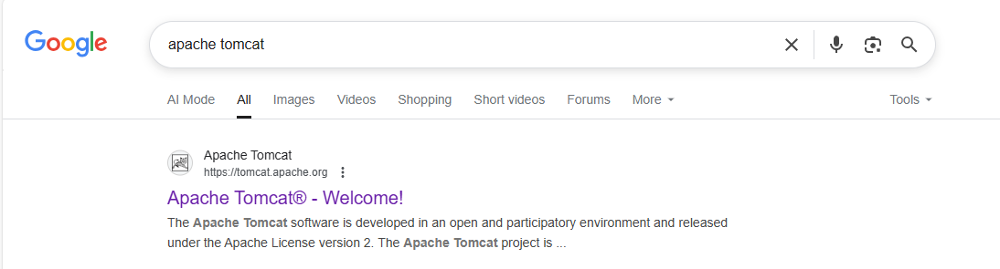 Google
apache tomcat
AI Mode All Images Videos Shopping Short videos Forums More Tools
Apache Tomcat
https://tomcat.apache.org
Apache Tomcat® - Welcome!
The Apache Tomcat software is developed in an open and participatory environment and released
under the Apache License version 2. The Apache Tomcat project is ...